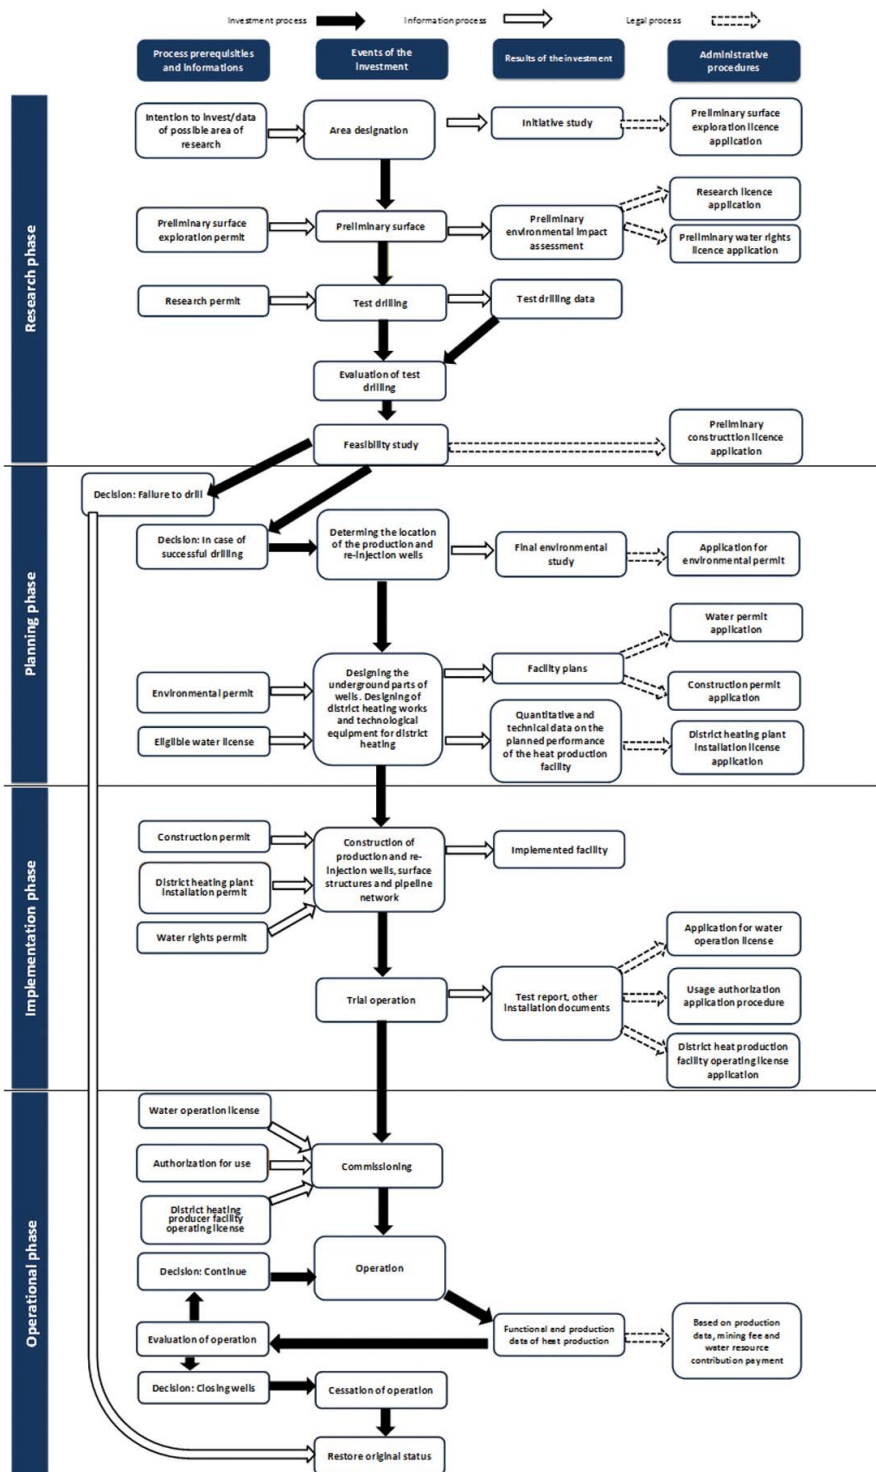 Investment process
Information process
Legal process
Process prerequisities
and informations
Events of the
investment
Results of the investment
Administrative
procedures
Research phase
Intention to invest/data
of possible area of
research
Area designation
Initiative study
Preliminary surface
exploration licence
application
Research licence
application
Preliminary surface
exploration permit
Preliminary surface
Preliminary
environmental impact
assessment
Preliminary water rights
licence application
Research permit
Test drilling
Test drilling data
Evaluation of test
drilling
Feasibility study
Preliminary
constructtion licence
application
Planning phase
Decision: Failure to drill
Decision: In case of
successful drilling
Determing the location
of the production and
re-injection wells
Final environmental
study
Application for
environmental permit
Water permit
application
Environmental permit
Eligible water license
Designing the
underground parts of
wells. Designing of
district heating works
and technological
equipment for district
heating
Facility plans
Construction permit
application
Quantitative and
technical data on the
planned performance
of the heat production
facility
District heating plant
installation license
application
Implementation phase
Construction permit
District heating plant
installation permit
Water rights permit
Construction of
production and re-
injection wells, surface
structures and pipeline
network
Implemented facility
Trial operation
Test report, other
installation documents
Application for water
operation license
Usage authorization
application procedure
District heat production
facility operating license
application
Operational phase
Water operation license
Authorization for use
District heating
producer facility
operating license
Commissioning
Decision: Continue
Operation
Evaluation of operation
Functional and production
data of heat production
Based on production
data, mining fee and
water resource
contribution payment
Decision: Closing wells
Cessation of operation
Restore original status